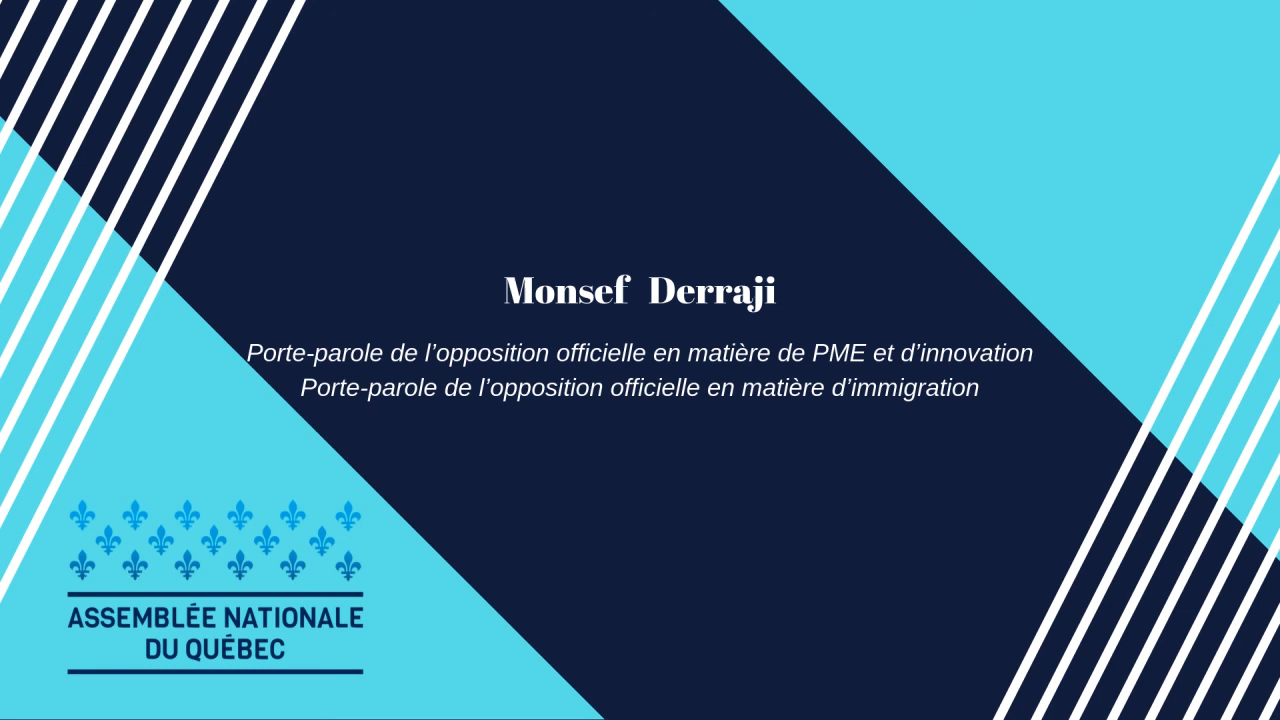 Monsef Derraji
Porte-parole de l’opposition officielle en matière de PME et d’innovation
Porte-parole de l’opposition officielle en matière d’immigration
ASSEMBLÉE NATIONALE
DU QUÉBEC